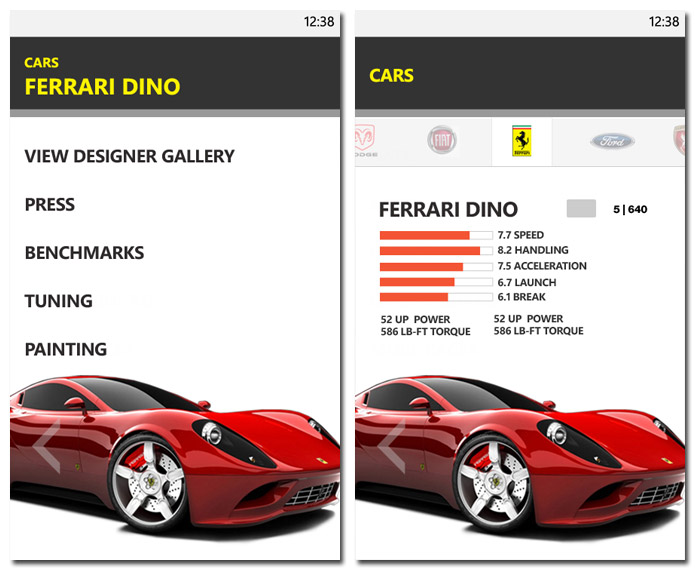 12:38
CARS
FERRARI DINO
VIEW DESIGNER GALLERY
PRESS
BENCHMARKS
TUNING
PAINTING
12:38
CARS
DODGE
FIAT
Ferrari
Ford
FERRARI DINO
5 | 640
7.7 SPEED
8.2 HANDLING
7.5 ACCELERATION
6.7 LAUNCH
6.1 BREAK
52 UP POWER
586 LB-FT TORQUE
52 UP POWER
586 LB-FT TORQUE